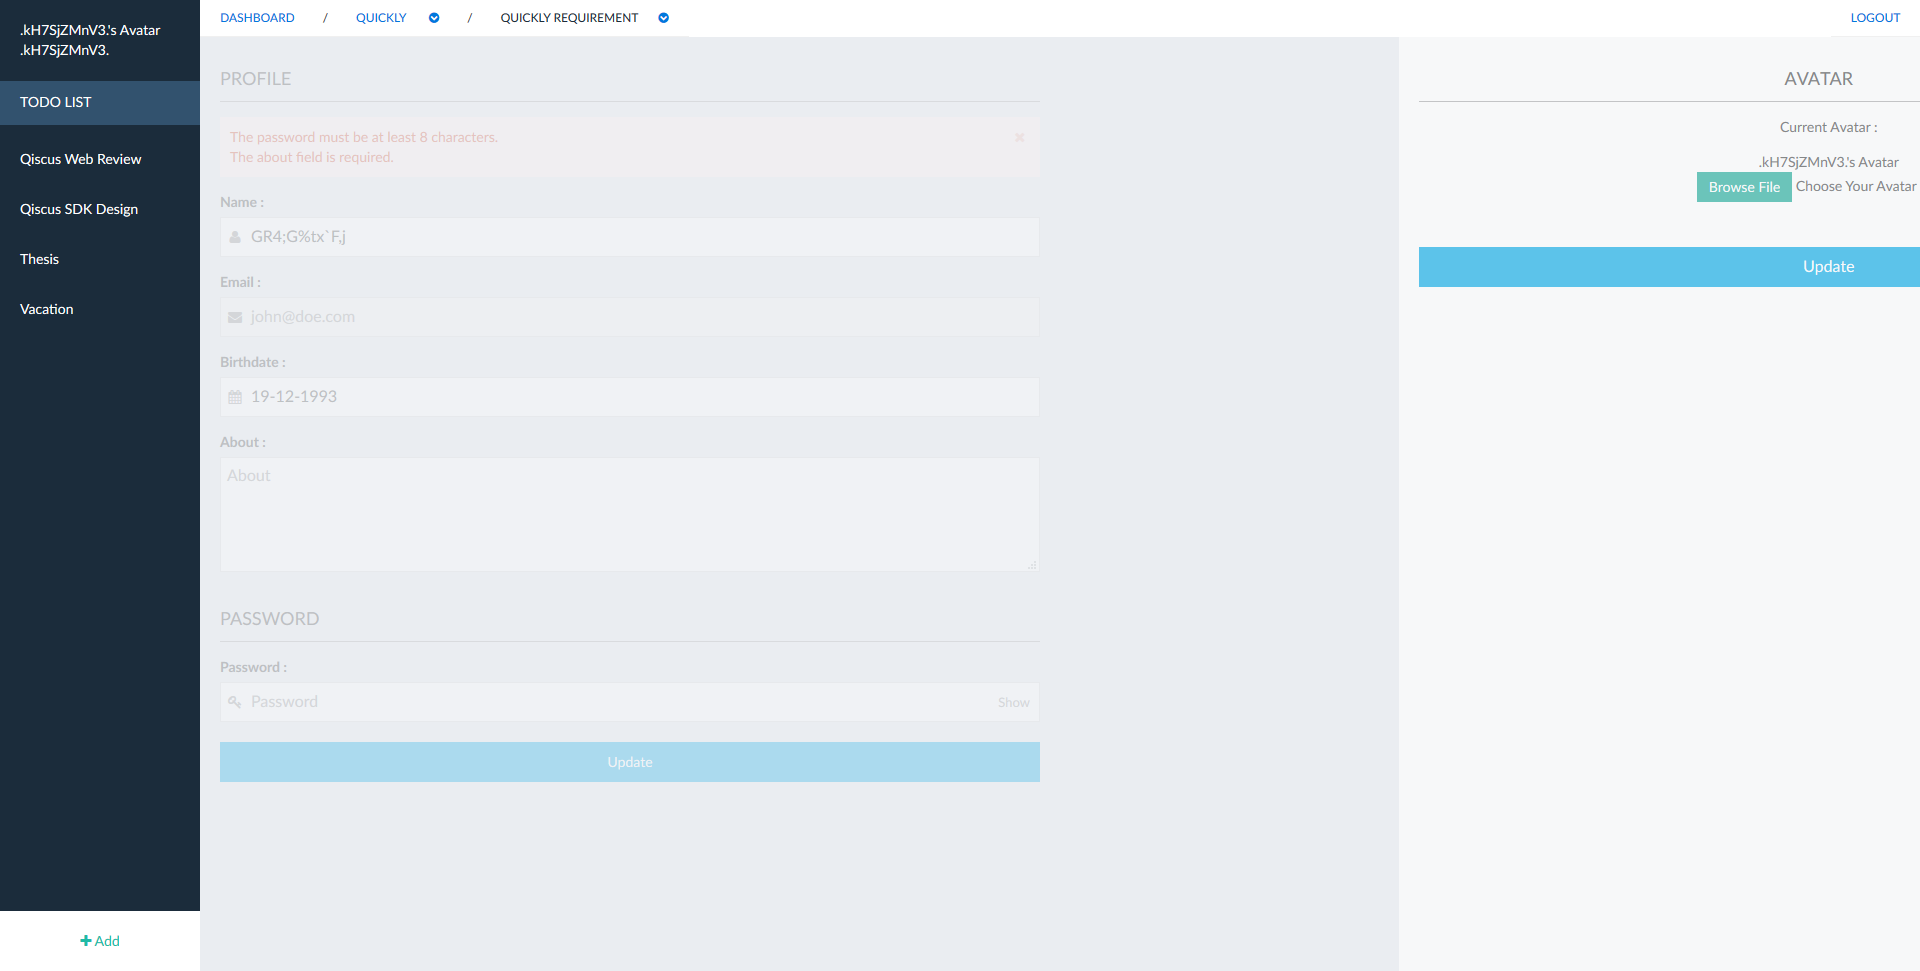 .kH7SjZMnV3.'s Avatar
.kH7SjZMnV3.
TODO LIST
Qiscus Web Review
Qiscus SDK Design
Thesis
Vacation
Add
DASHBOARD / QUICKLY / QUICKLY REQUIREMENT LOGOUT
PROFILE
The password must be at least 8 characters.
The about field is required.
Name :
GR4;G%tx`F,j
Email :
john@doe.com
Birthdate :
19-12-1993
About :
About
PASSWORD
Password :
Password Show
Update
AVATAR
Current Avatar :
.kH7SjZMnV3.'s Avatar
Browse File Choose Your Avatar
Update